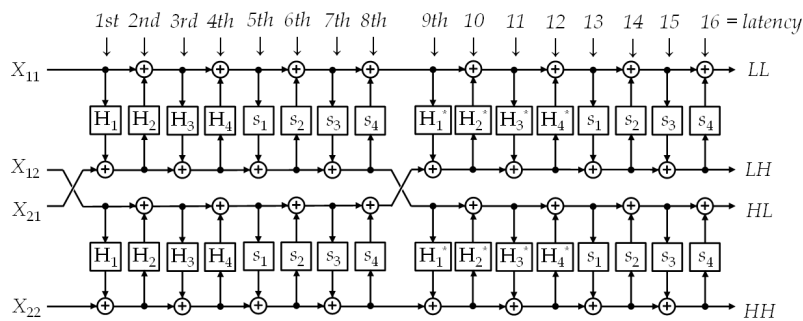 1st 2nd 3rd 4th 5th 6th 7th 8th 9th 10 11 12 13 14 15 16 = latency
X₁₁ LL
H₁ H₂ H₃ H₄ s₁ s₂ s₃ s₄ H₁* H₂* H₃* H₄* s₁ s₂ s₃ s₄
X₁₂ LH
X₂₁ HL
H₁ H₂ H₃ H₄ s₁ s₂ s₃ s₄ H₁* H₂* H₃* H₄* s₁ s₂ s₃ s₄
X₂₂ HH